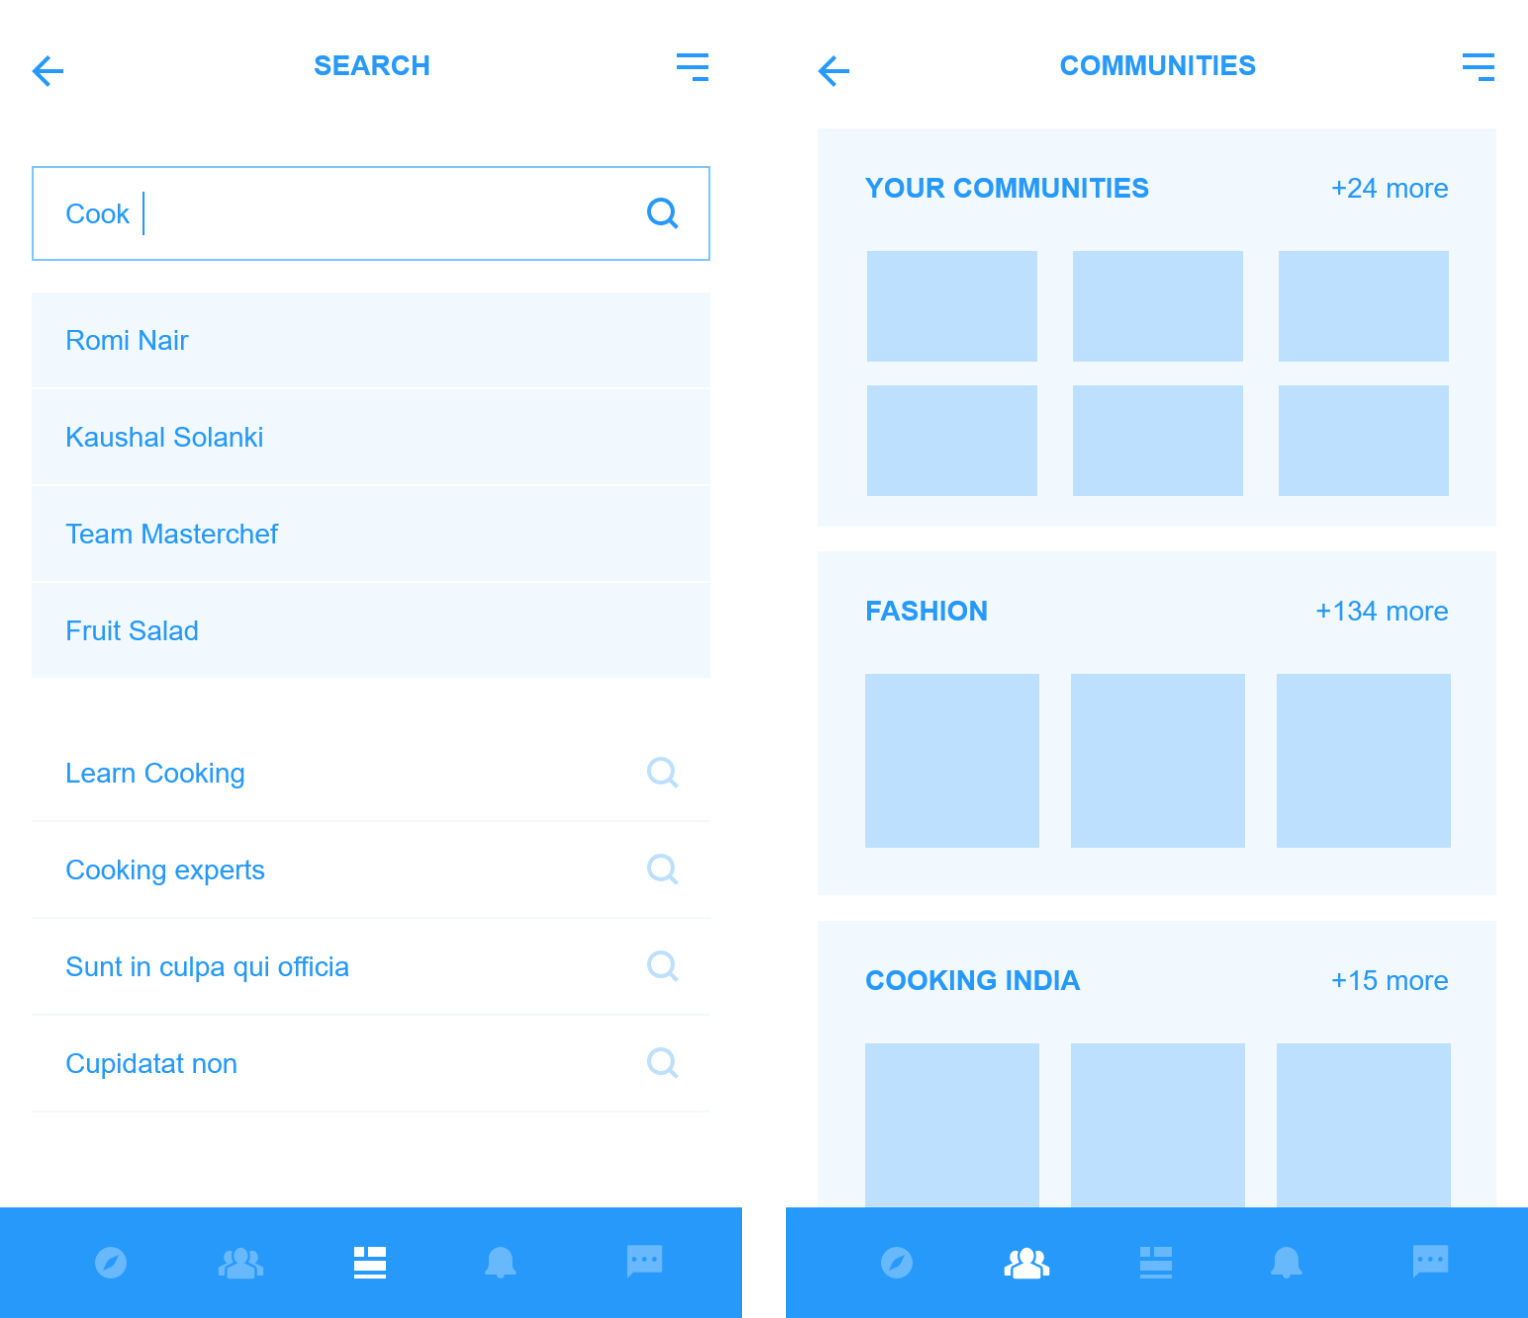 SEARCH
Cook
Romi Nair
Kaushal Solanki
Team Masterchef
Fruit Salad
Learn Cooking
Cooking experts
Sunt in culpa qui officia
Cupidatat non
COMMUNITIES
YOUR COMMUNITIES +24 more
FASHION +134 more
COOKING INDIA +15 more